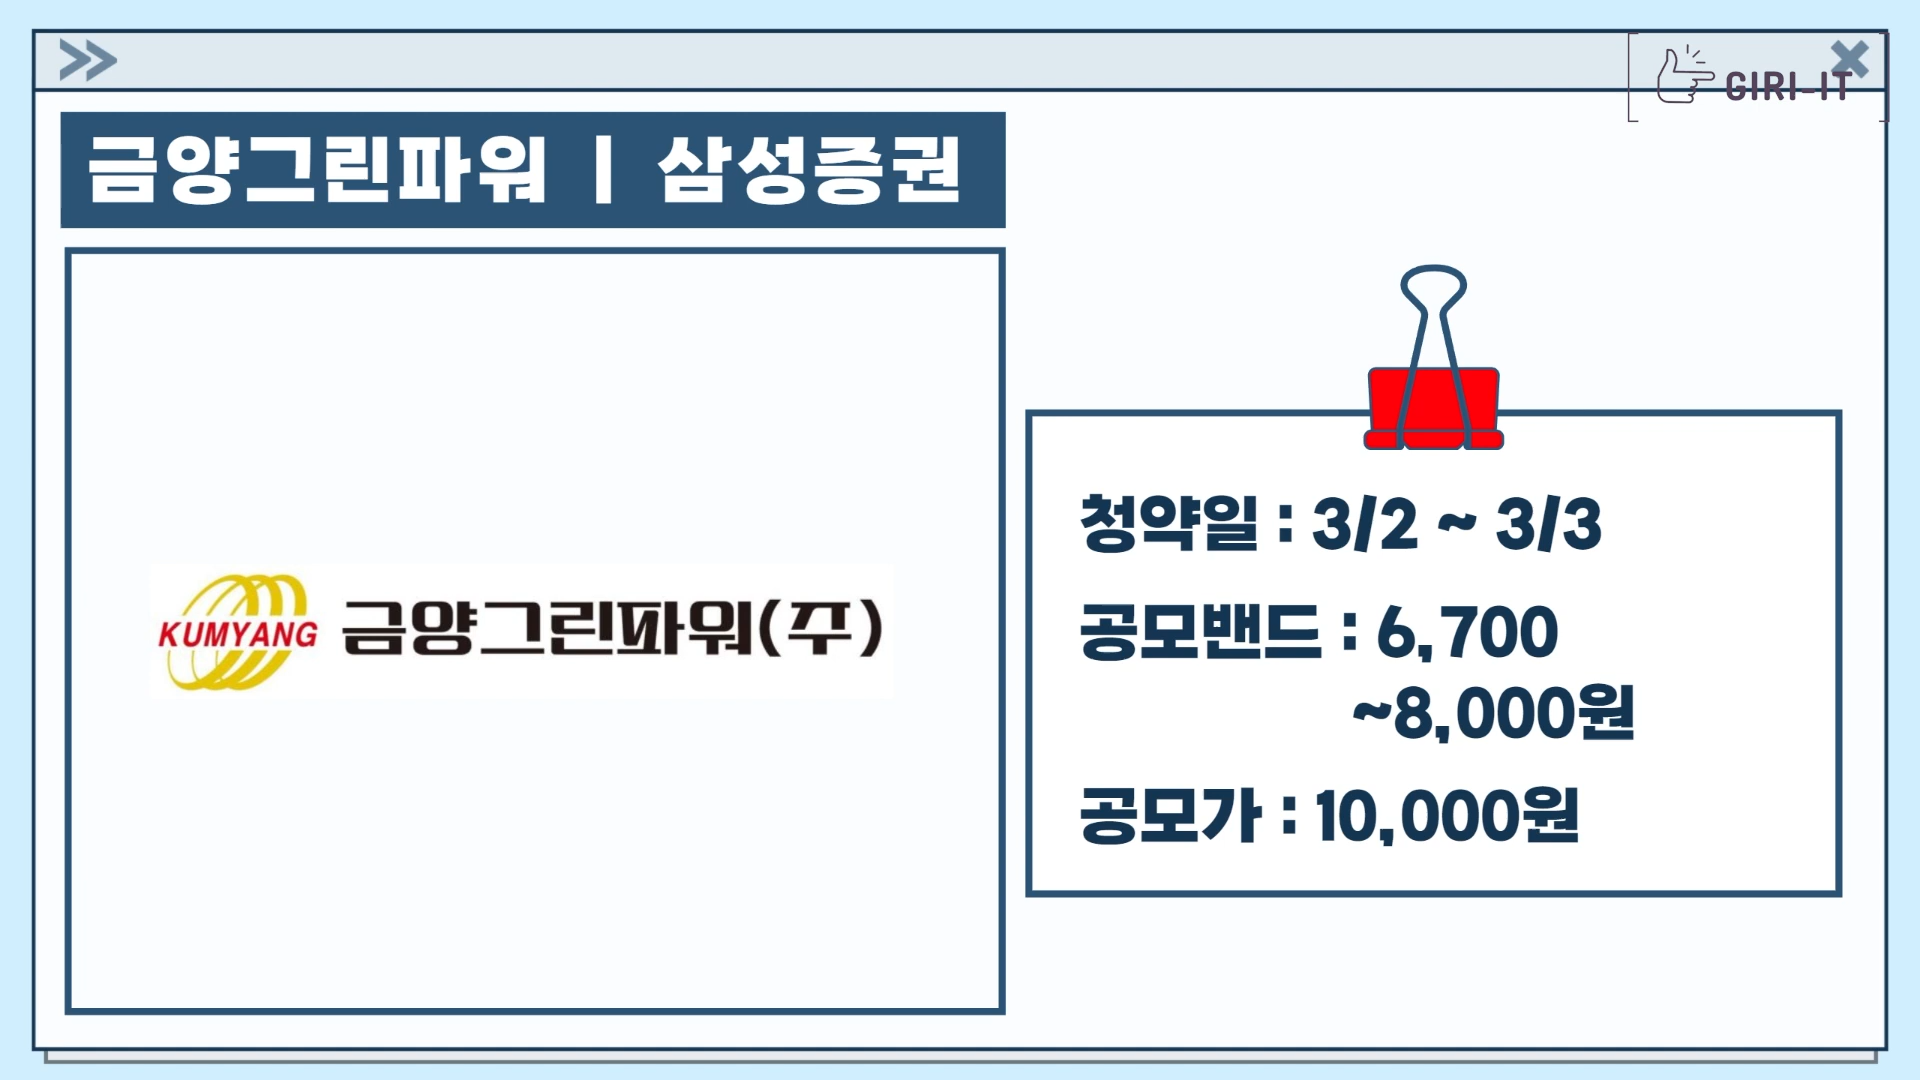 GIRI-IT
금양그린파워 | 삼성증권
KUMYANG 금양그린파워(주)
청약일 : 3/2 ~ 3/3
공모밴드 : 6,700
~8,000원
공모가 : 10,000원